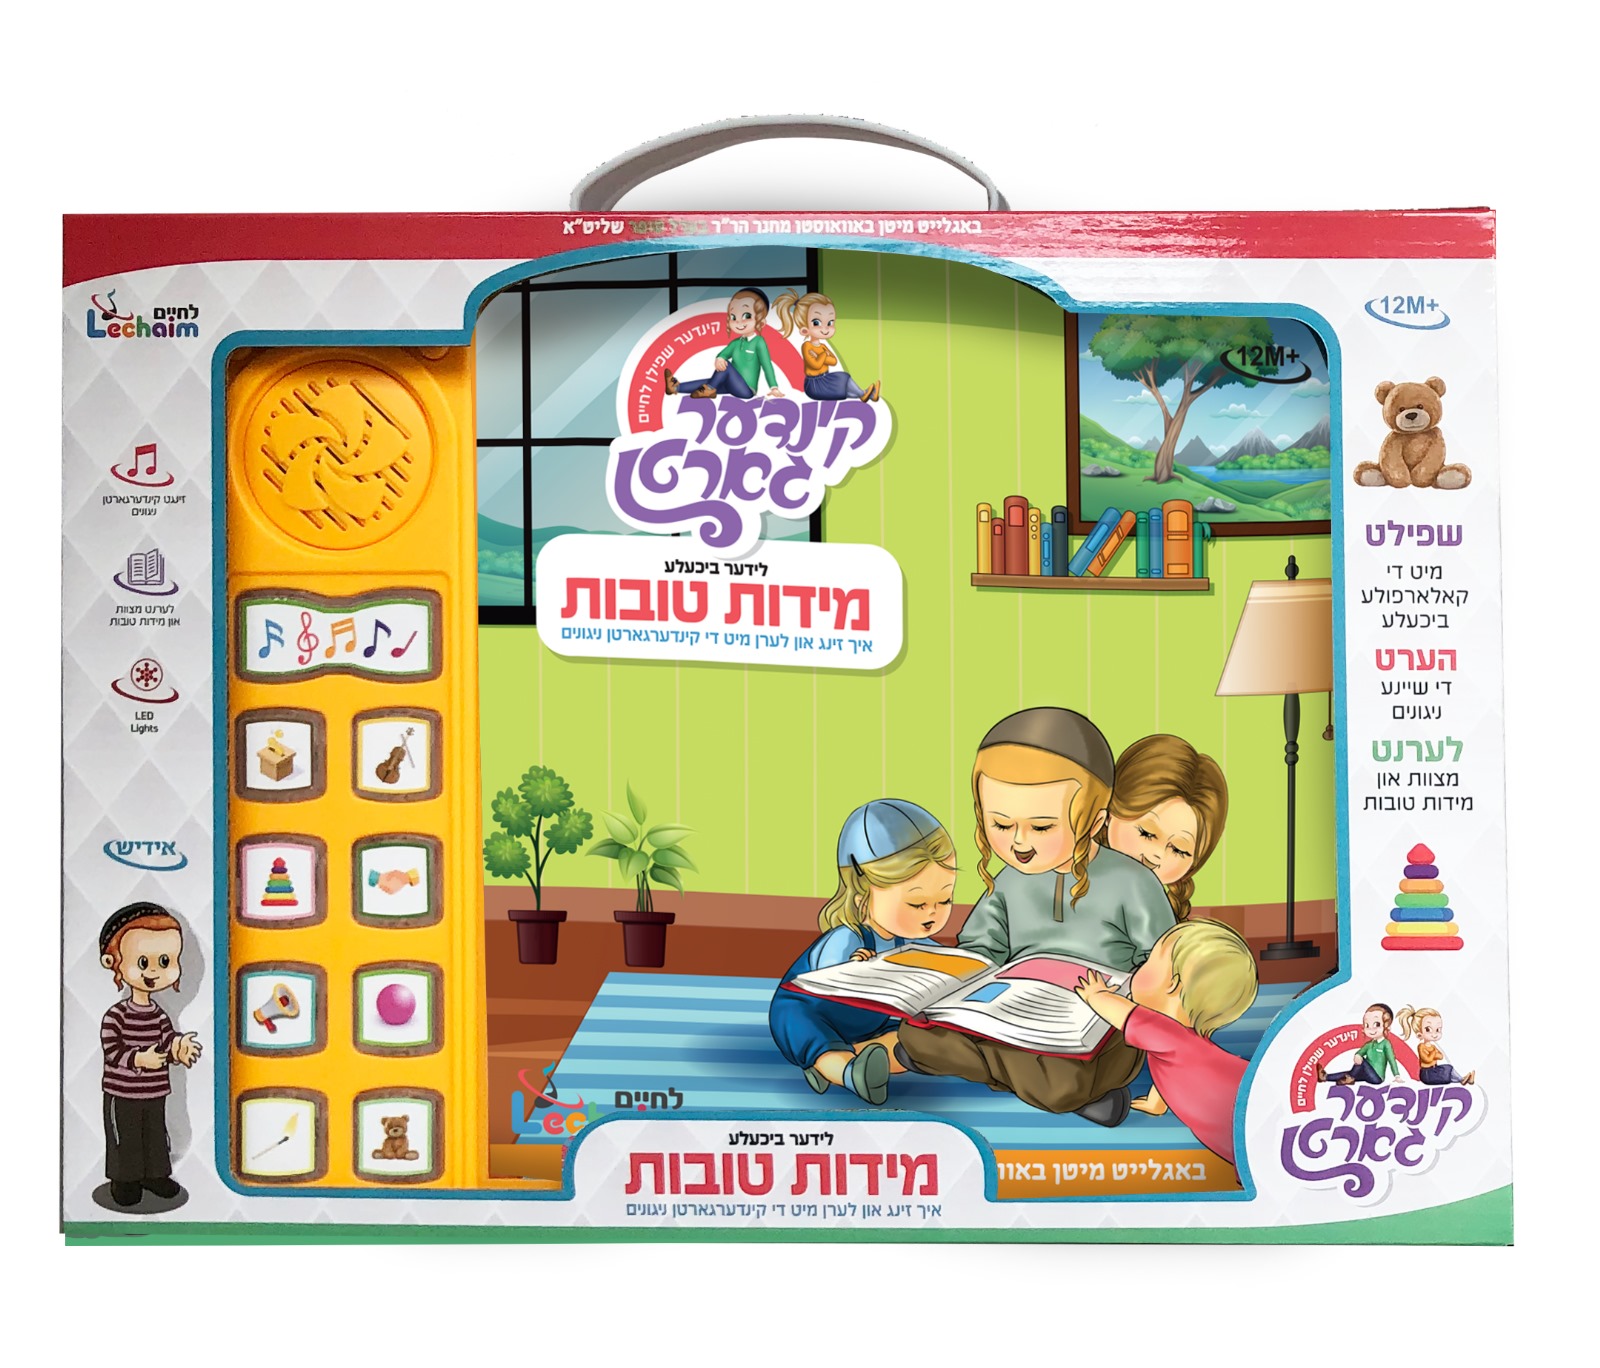 באגלייט מיטן באוואוסטן מחנך הר"ר שליט"א
לחיים
Lechaim
12M+
12M+
קינדער שפילן לחיים
קינדער
גארטן
לידער ביכעלע
מידות טובות
איך זינג און לערן מיט די קינדערגארטן ניגונים
זינגט קינדערגארטן
ניגונים
לערנט מצוות
און מידות טובות
LED
Lights
אידיש
שפילט
מיט די
קאלארפולע
ביכעלע
הערט
די שיינע
ניגונים
לערנט
מצוות און
מידות טובות
קינדער שפילן לחיים
קינדער
גארטן
לחיים
Lech
באגלייט מיטן באוו
לידער ביכעלע
מידות טובות
איך זינג און לערן מיט די קינדערגארטן ניגונים